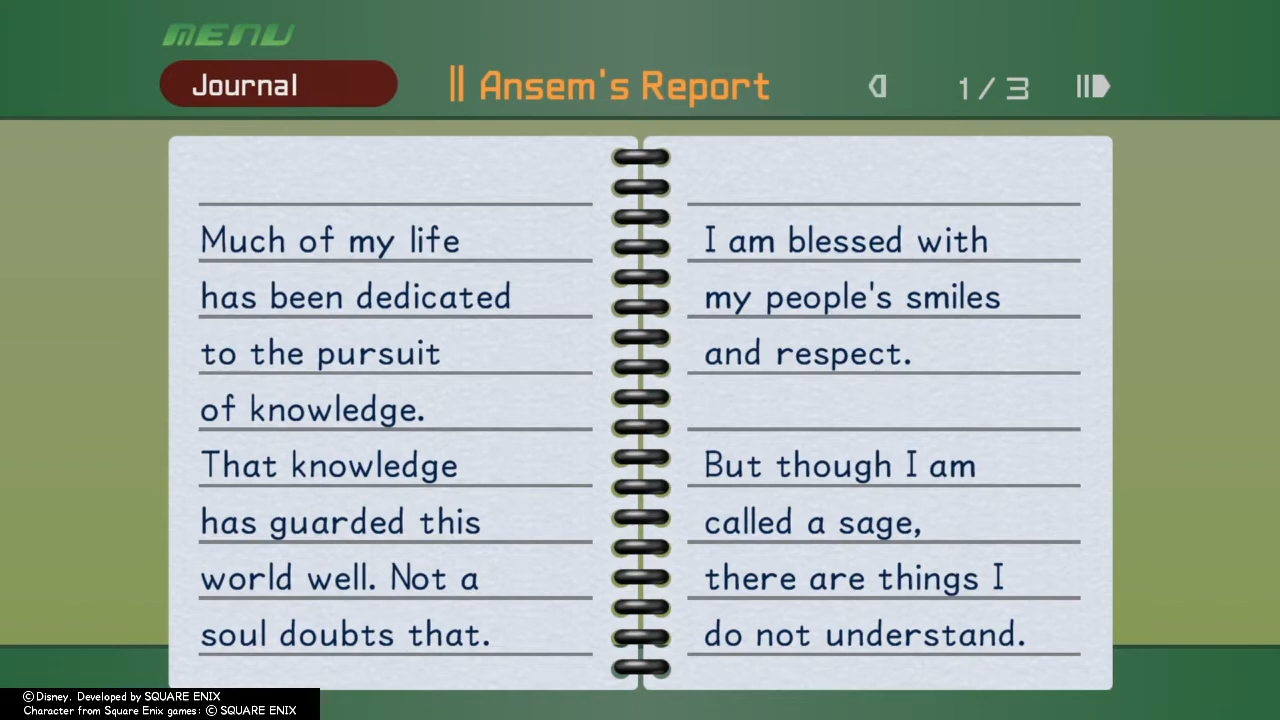 MENU
Journal
Ansem's Report
1/3
Much of my life
has been dedicated
to the pursuit
of knowledge.
That knowledge
has guarded this
world well. Not a
soul doubts that.
I am blessed with
my people's smiles
and respect.
But though I am
called a sage,
there are things I
do not understand.
©Disney. Developed by SQUARE ENIX
Character from Square Enix games: © SQUARE ENIX